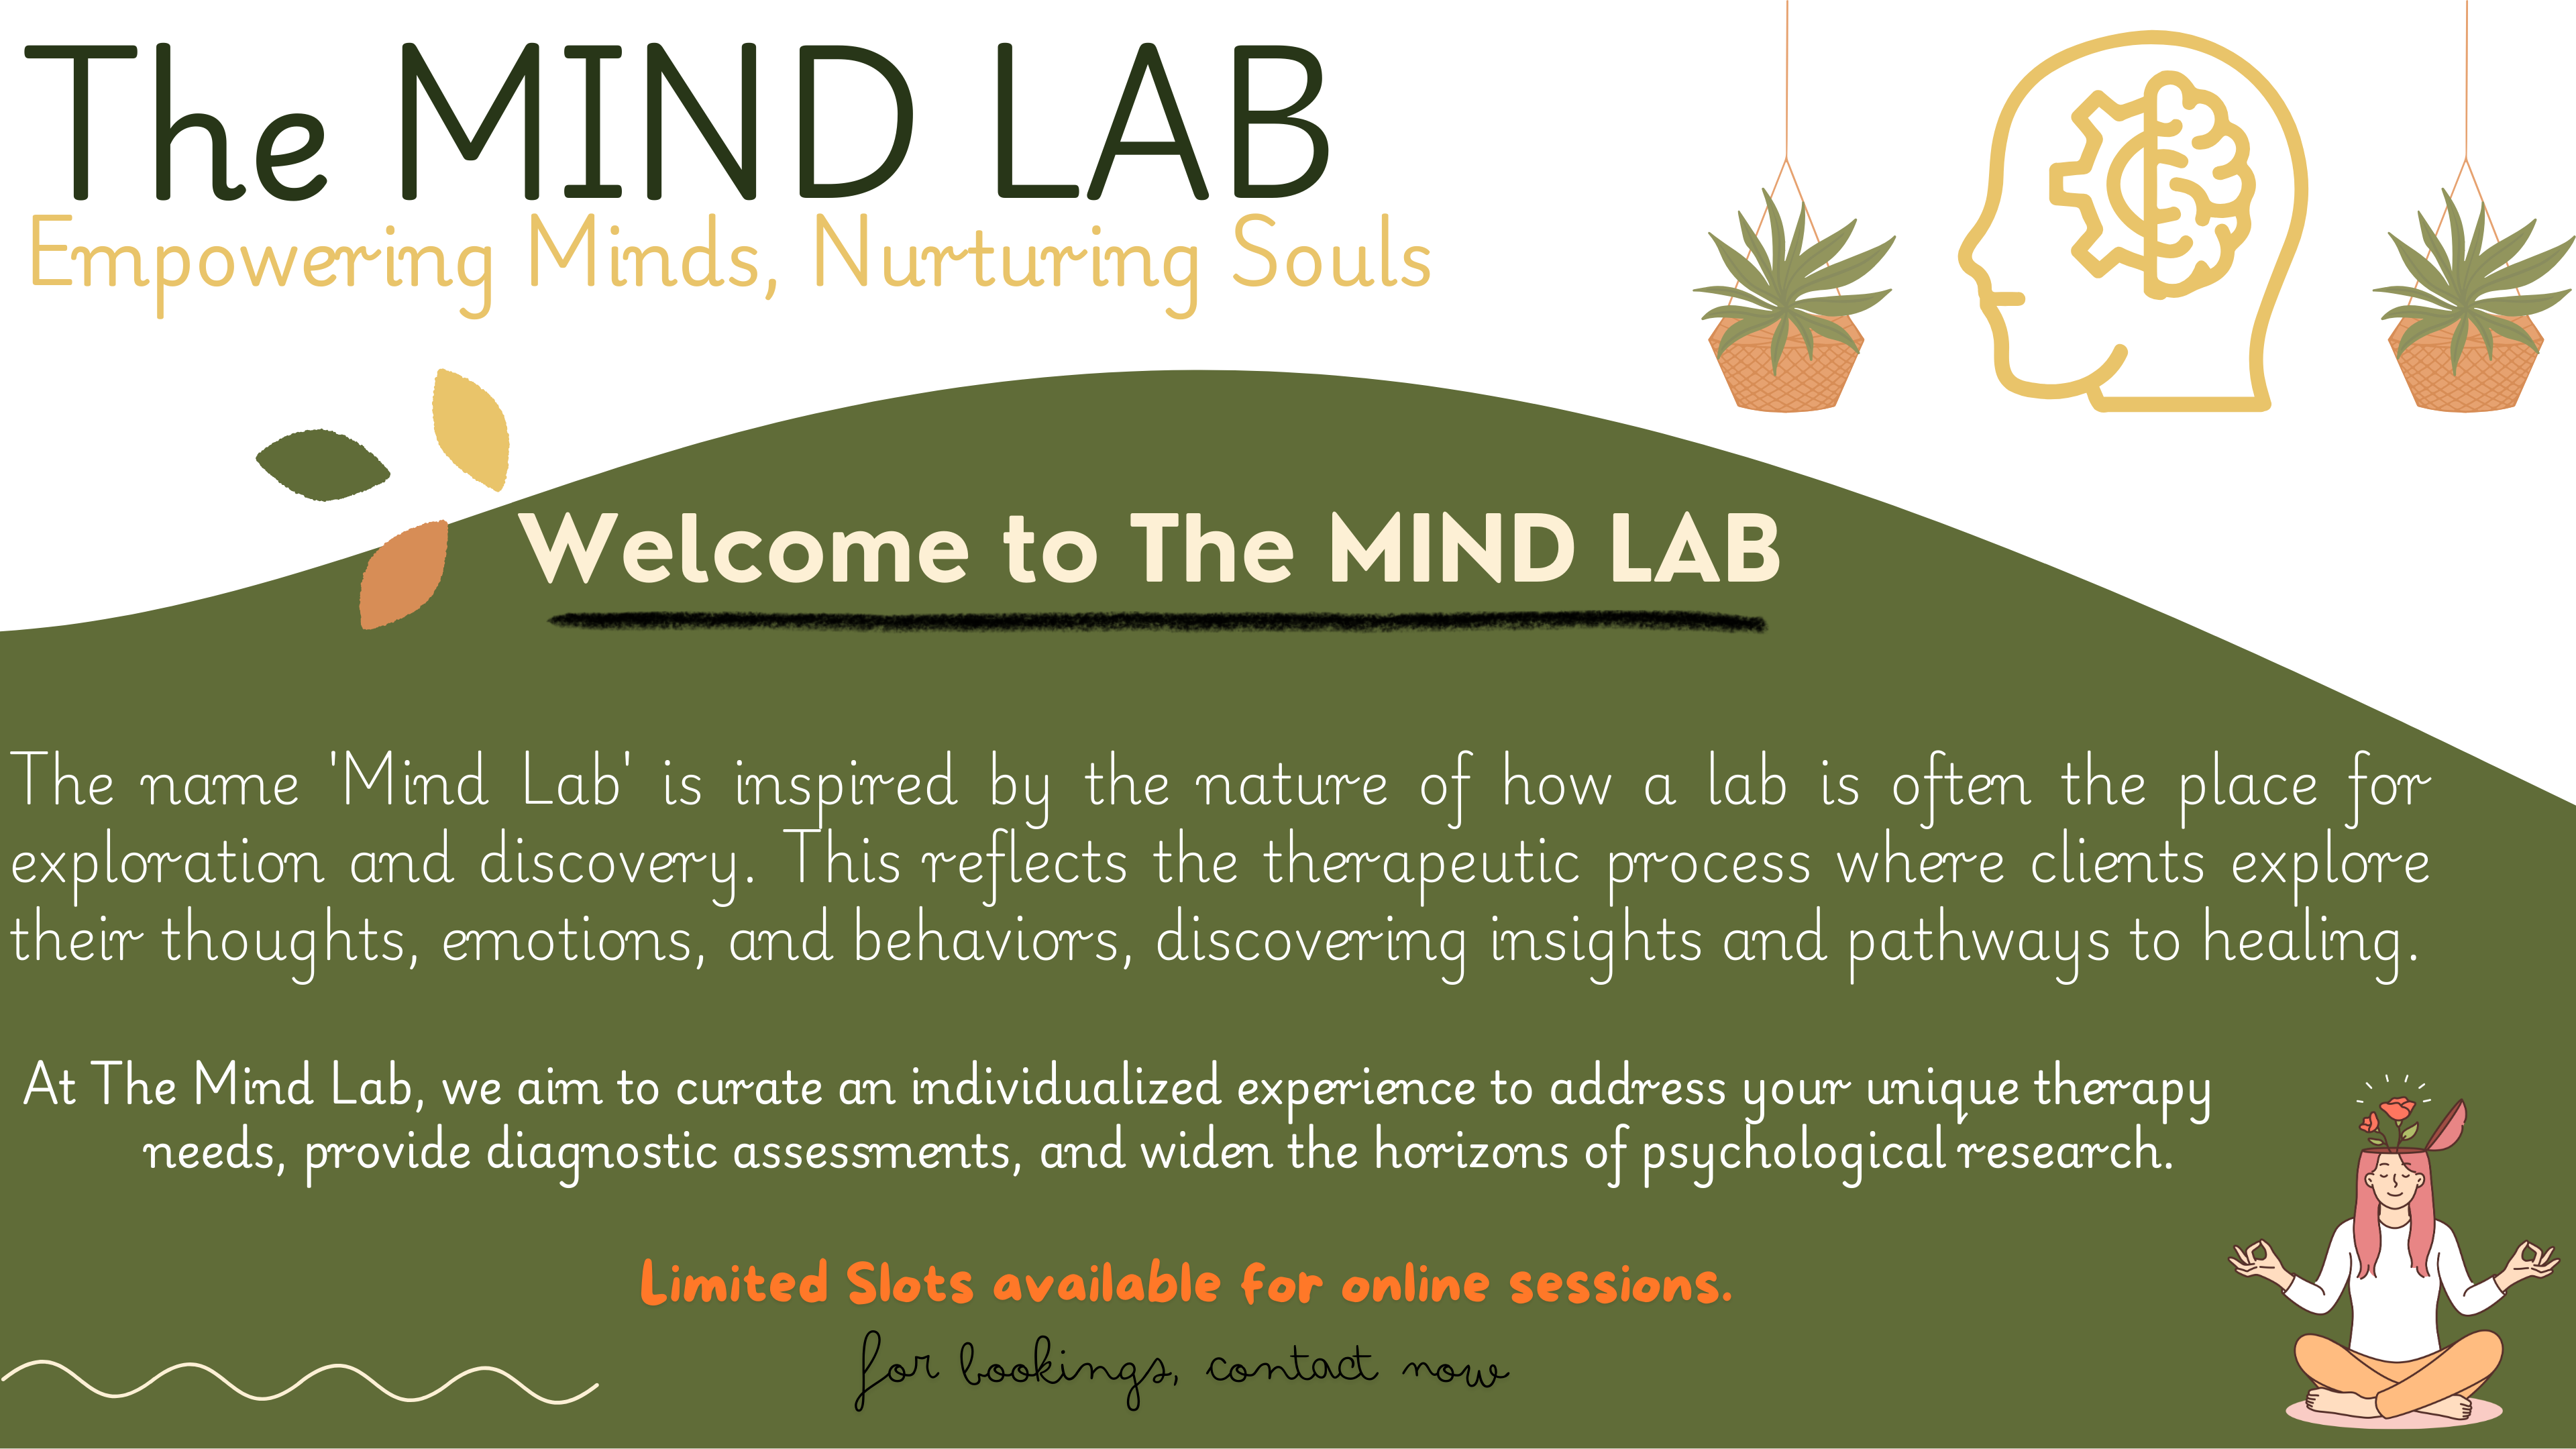 The MIND LAB
Empowering Minds, Nurturing Souls
Welcome to The MIND LAB
The name 'Mind Lab' is inspired by the nature of how a lab is often the place for
exploration and discovery. This reflects the therapeutic process where clients explore
their thoughts, emotions, and behaviors, discovering insights and pathways to healing.
At The Mind Lab, we aim to curate an individualized experience to address your unique therapy
needs, provide diagnostic assessments, and widen the horizons of psychological research.
Limited Slots available for online sessions.
for bookings, contact now